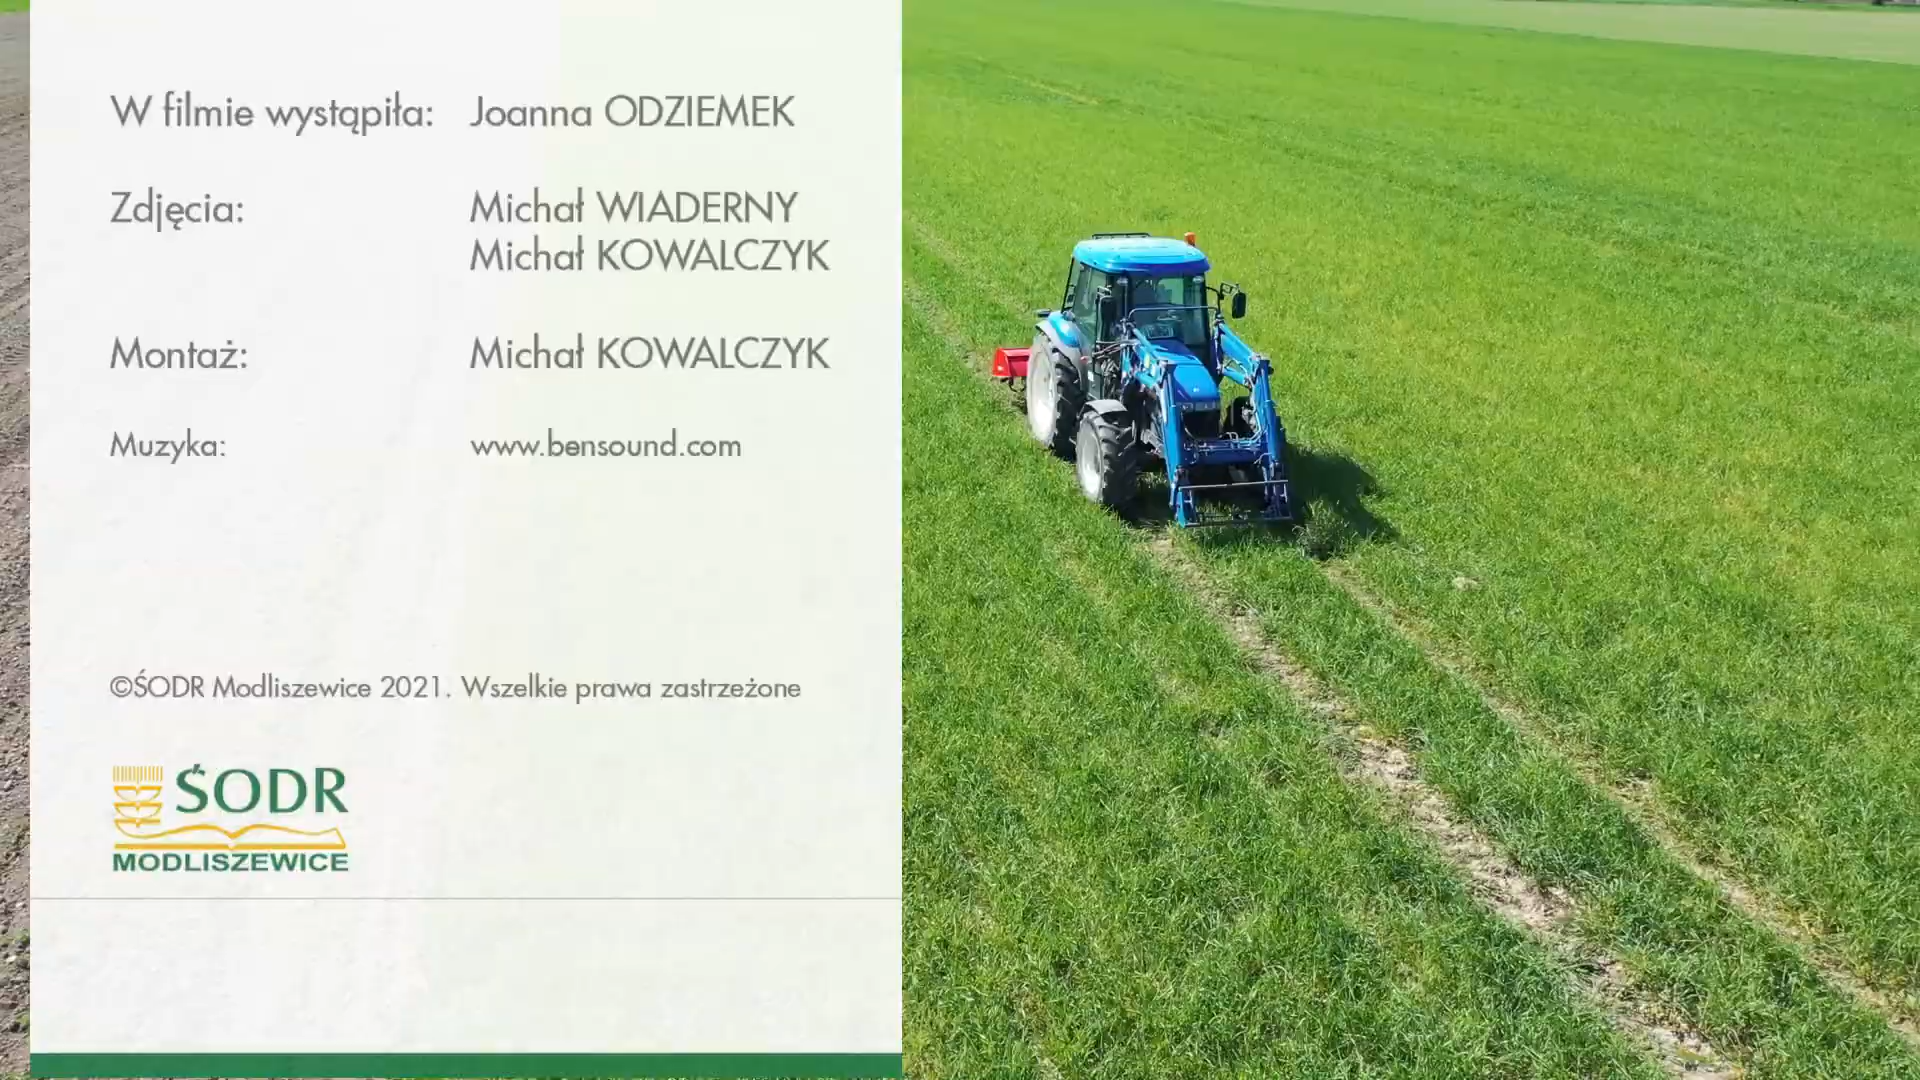 W filmie wystąpiła: Joanna ODZIEMEK
Zdjęcia: Michał WIADERNY
Michał KOWALCZYK
Montaż: Michał KOWALCZYK
Muzyka: www.bensound.com
©ŚODR Modliszewice 2021. Wszelkie prawa zastrzeżone
ŚODR
MODLISZEWICE